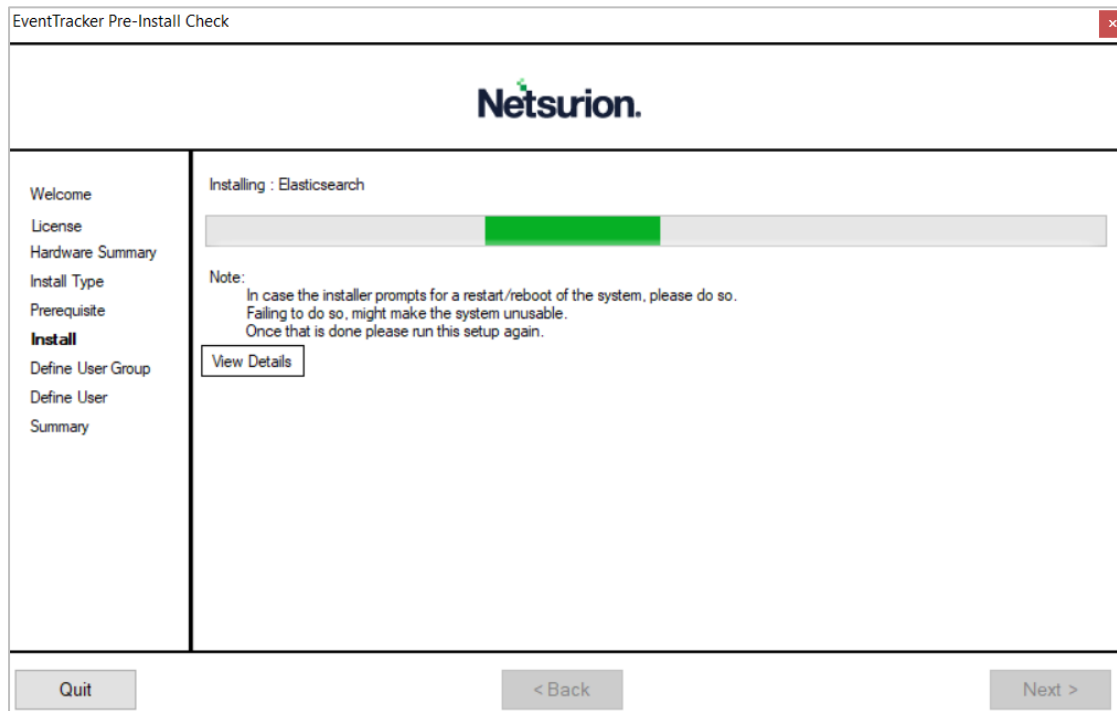 EventTracker Pre-Install Check
×
Netsurion.
Welcome
License
Hardware Summary
Install Type
Prerequisite
Install
Define User Group
Define User
Summary
Installing : Elasticsearch
Note:
In case the installer prompts for a restart/reboot of the system, please do so.
Failing to do so, might make the system unusable.
Once that is done please run this setup again.
View Details
Quit
< Back
Next >